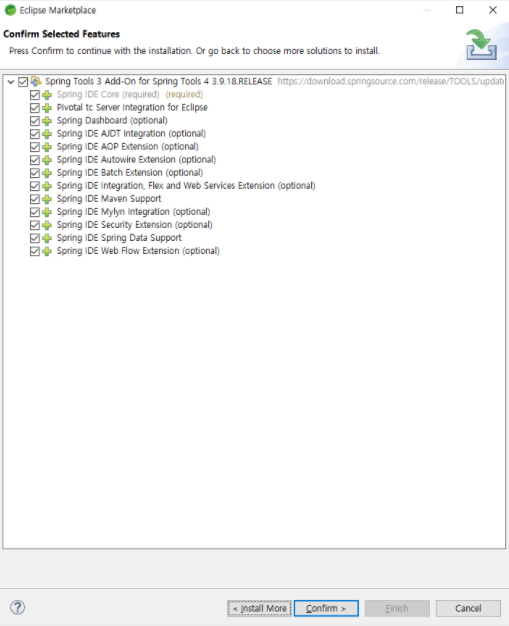 Eclipse Marketplace
Confirm Selected Features
Press Confirm to continue with the installation. Or go back to choose more solutions to install.
Spring Tools 3 Add-On for Spring Tools 4 3.9.18.RELEASE https://download.springsource.com/release/TOOLS/updat
Spring IDE Core (required) (required)
Pivotal tc Server Integration for Eclipse
Spring Dashboard (optional)
Spring IDE AJDT Integration (optional)
Spring IDE AOP Extension (optional)
Spring IDE Autowire Extension (optional)
Spring IDE Batch Extension (optional)
Spring IDE Integration, Flex and Web Services Extension (optional)
Spring IDE Maven Support
Spring IDE Mylyn Integration (optional)
Spring IDE Security Extension (optional)
Spring IDE Spring Data Support
Spring IDE Web Flow Extension (optional)
? < Install More Confirm > Finish Cancel